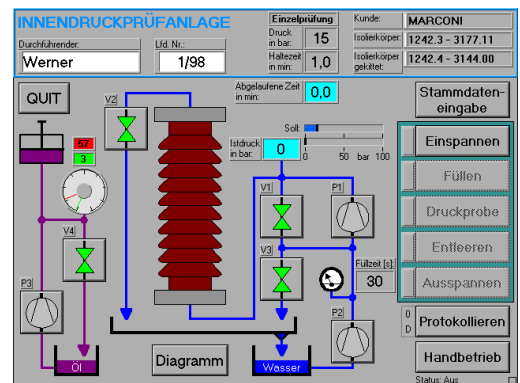 INNENDRUCKPRÜFANLAGE
Durchführender:
Werner
Lfd. Nr.:
1/98
Einzelprüfung
Druck
in bar:
15
Haltezeit
in min:
1,0
Kunde:
MARCONI
Isolierkörper:
1242.3 - 3177.11
Isolierkörper
gekittet:
1242.4 - 3144.00
QUIT
V2
Abgelaufene Zeit
in min:
0,0
Stammdaten-
eingabe
57
3
Soll:
Istdruck
in bar:
0
0 50 bar 100
Einspannen
Füllen
Druckprobe
Entleeren
Ausspannen
V1
P1
V4
V3
Füllzeit [s]:
30
P3
P2
0
D
Protokollieren
Öl
Diagramm
Wasser
Handbetrieb
Status: Aus